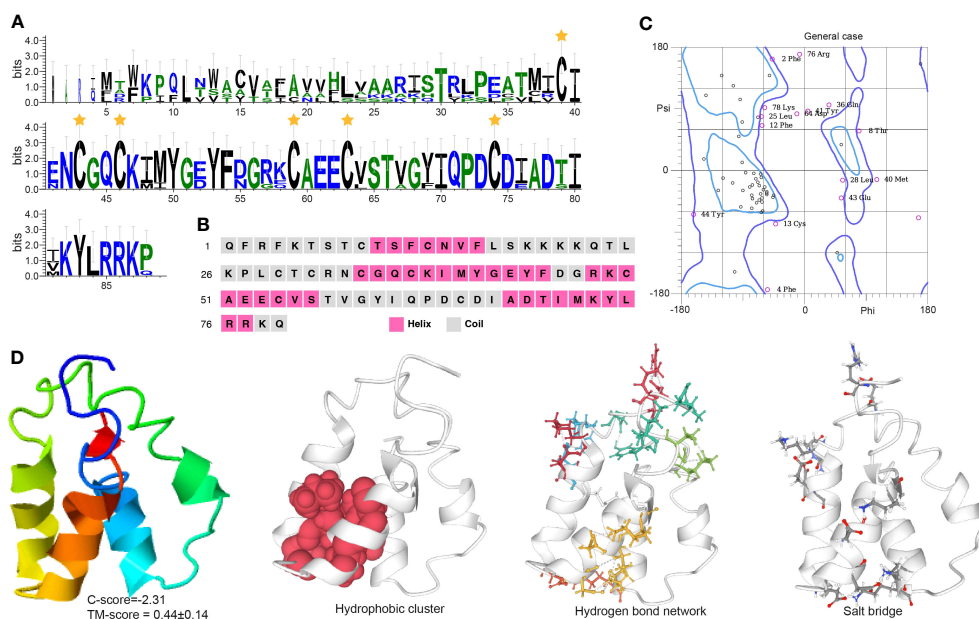 A
bits
4.0
3.0
2.0
1.0
0.0
5 10 15 20 25 30 35 40
bits
4.0
3.0
2.0
1.0
0.0
ENCGQCKIMYGEYFDGRKCAEECVSTVGYIQPDCDIADTI
45 50 55 60 65 70 75 80
bits
4.0
3.0
2.0
1.0
0.0
IKYLRRKP
85
B
1 Q F R F K T S T C T S F C N V F L S K K K K Q T L
26 K P L C T C R N C G Q C K I M Y G E Y F D G R K C
51 A E E C V S T V G Y I Q P D C D I A D T I M K Y L
76 R R K Q
Helix Coil
C
General case
180
Psi
0
-180
-180 0 Phi 180
2 Phe
76 Arg
78 Lys
25 Leu
12 Phe
41 Tyr
36 Gln
8 Thr
28 Leu
40 Met
43 Glu
44 Tyr
13 Cys
4 Phe
D
C-score=-2.31
TM-score = 0.44±0.14
Hydrophobic cluster
Hydrogen bond network
Salt bridge